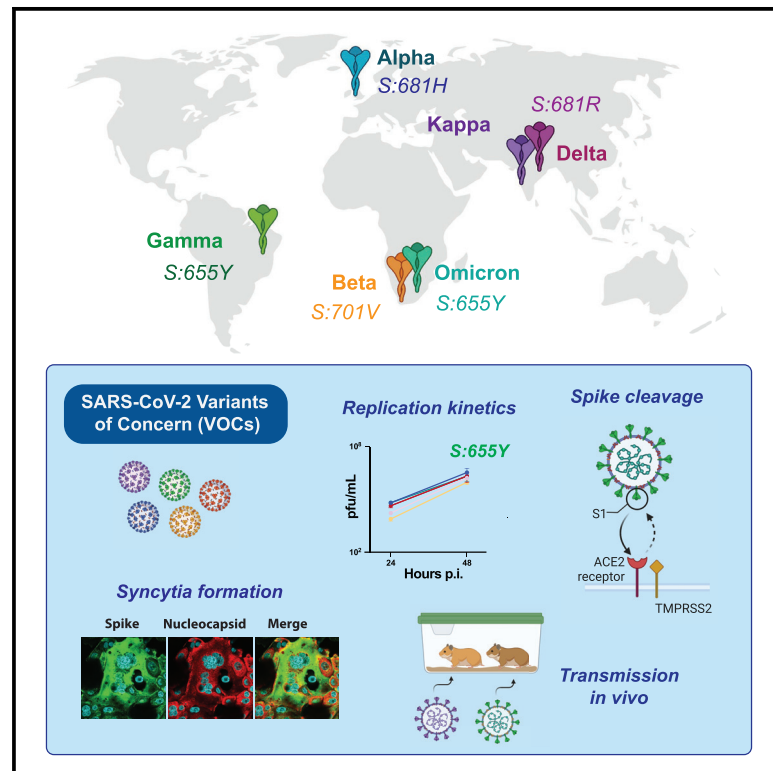 Alpha
S:681H
S:681R
Kappa
Delta
Gamma
S:655Y
Beta
S:701V
Omicron
S:655Y
SARS-CoV-2 Variants
of Concern (VOCs)
Replication kinetics
S:655Y
10⁸
pfu/mL
10²
24
48
Hours p.i.
Spike cleavage
S1
ACE2
receptor
TMPRSS2
Syncytia formation
Spike
Nucleocapsid
Merge
Transmission
in vivo